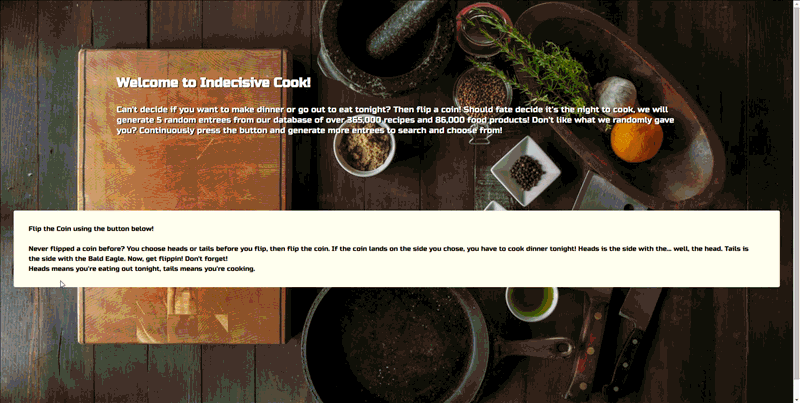 Welcome to Indecisive Cook!
Can't decide if you want to make dinner or go out to eat tonight? Then flip a coin! Should fate decide it's the night to cook, we will
generate 5 random entrees from our database of over 365,000 recipes and 86,000 food products! Don't like what we randomly gave
you? Continuously press the button and generate more entrees to search and choose from!
Flip the Coin using the button below!
Never flipped a coin before? You choose heads or tails before you flip, then flip the coin. If the coin lands on the side you chose, you have to cook dinner tonight! Heads is the side with the... well, the head. Tails is
the side with the Bald Eagle. Now, get flippin! Don't forget!
Heads means you're eating out tonight, tails means you're cooking.